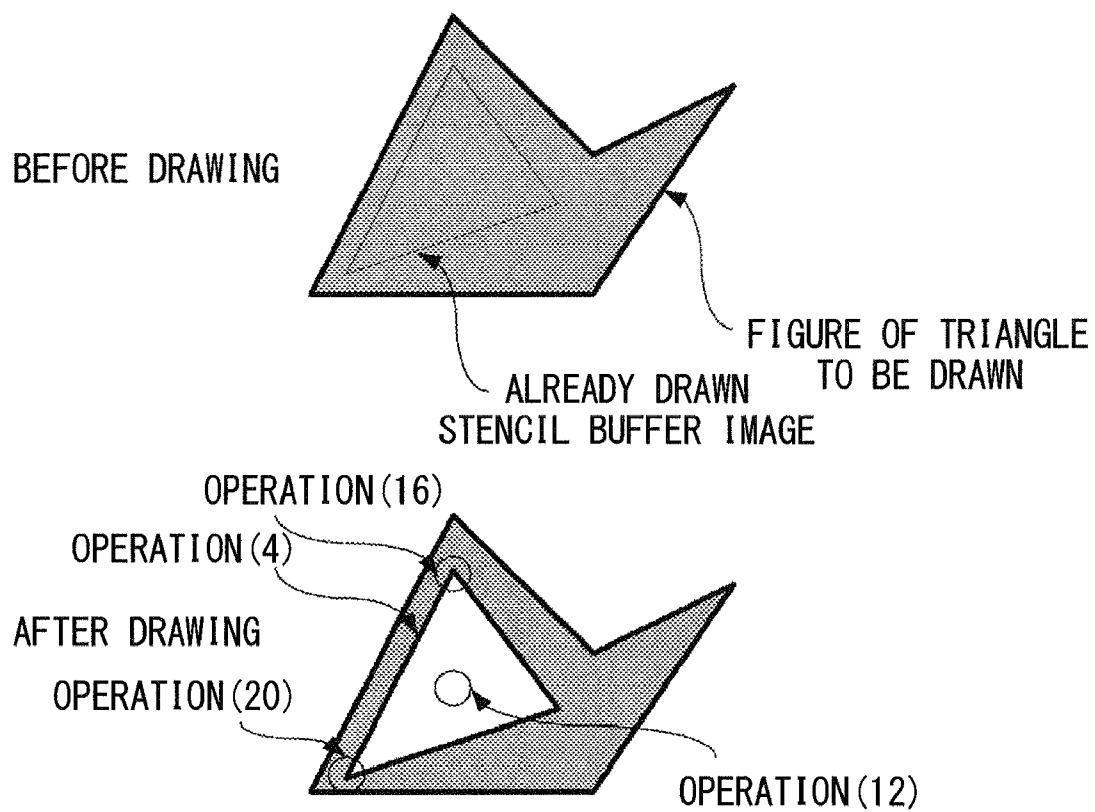 BEFORE DRAWING
FIGURE OF TRIANGLE
TO BE DRAWN
ALREADY DRAWN
STENCIL BUFFER IMAGE
OPERATION(16)
OPERATION(4)
AFTER DRAWING
OPERATION(20)
OPERATION(12)